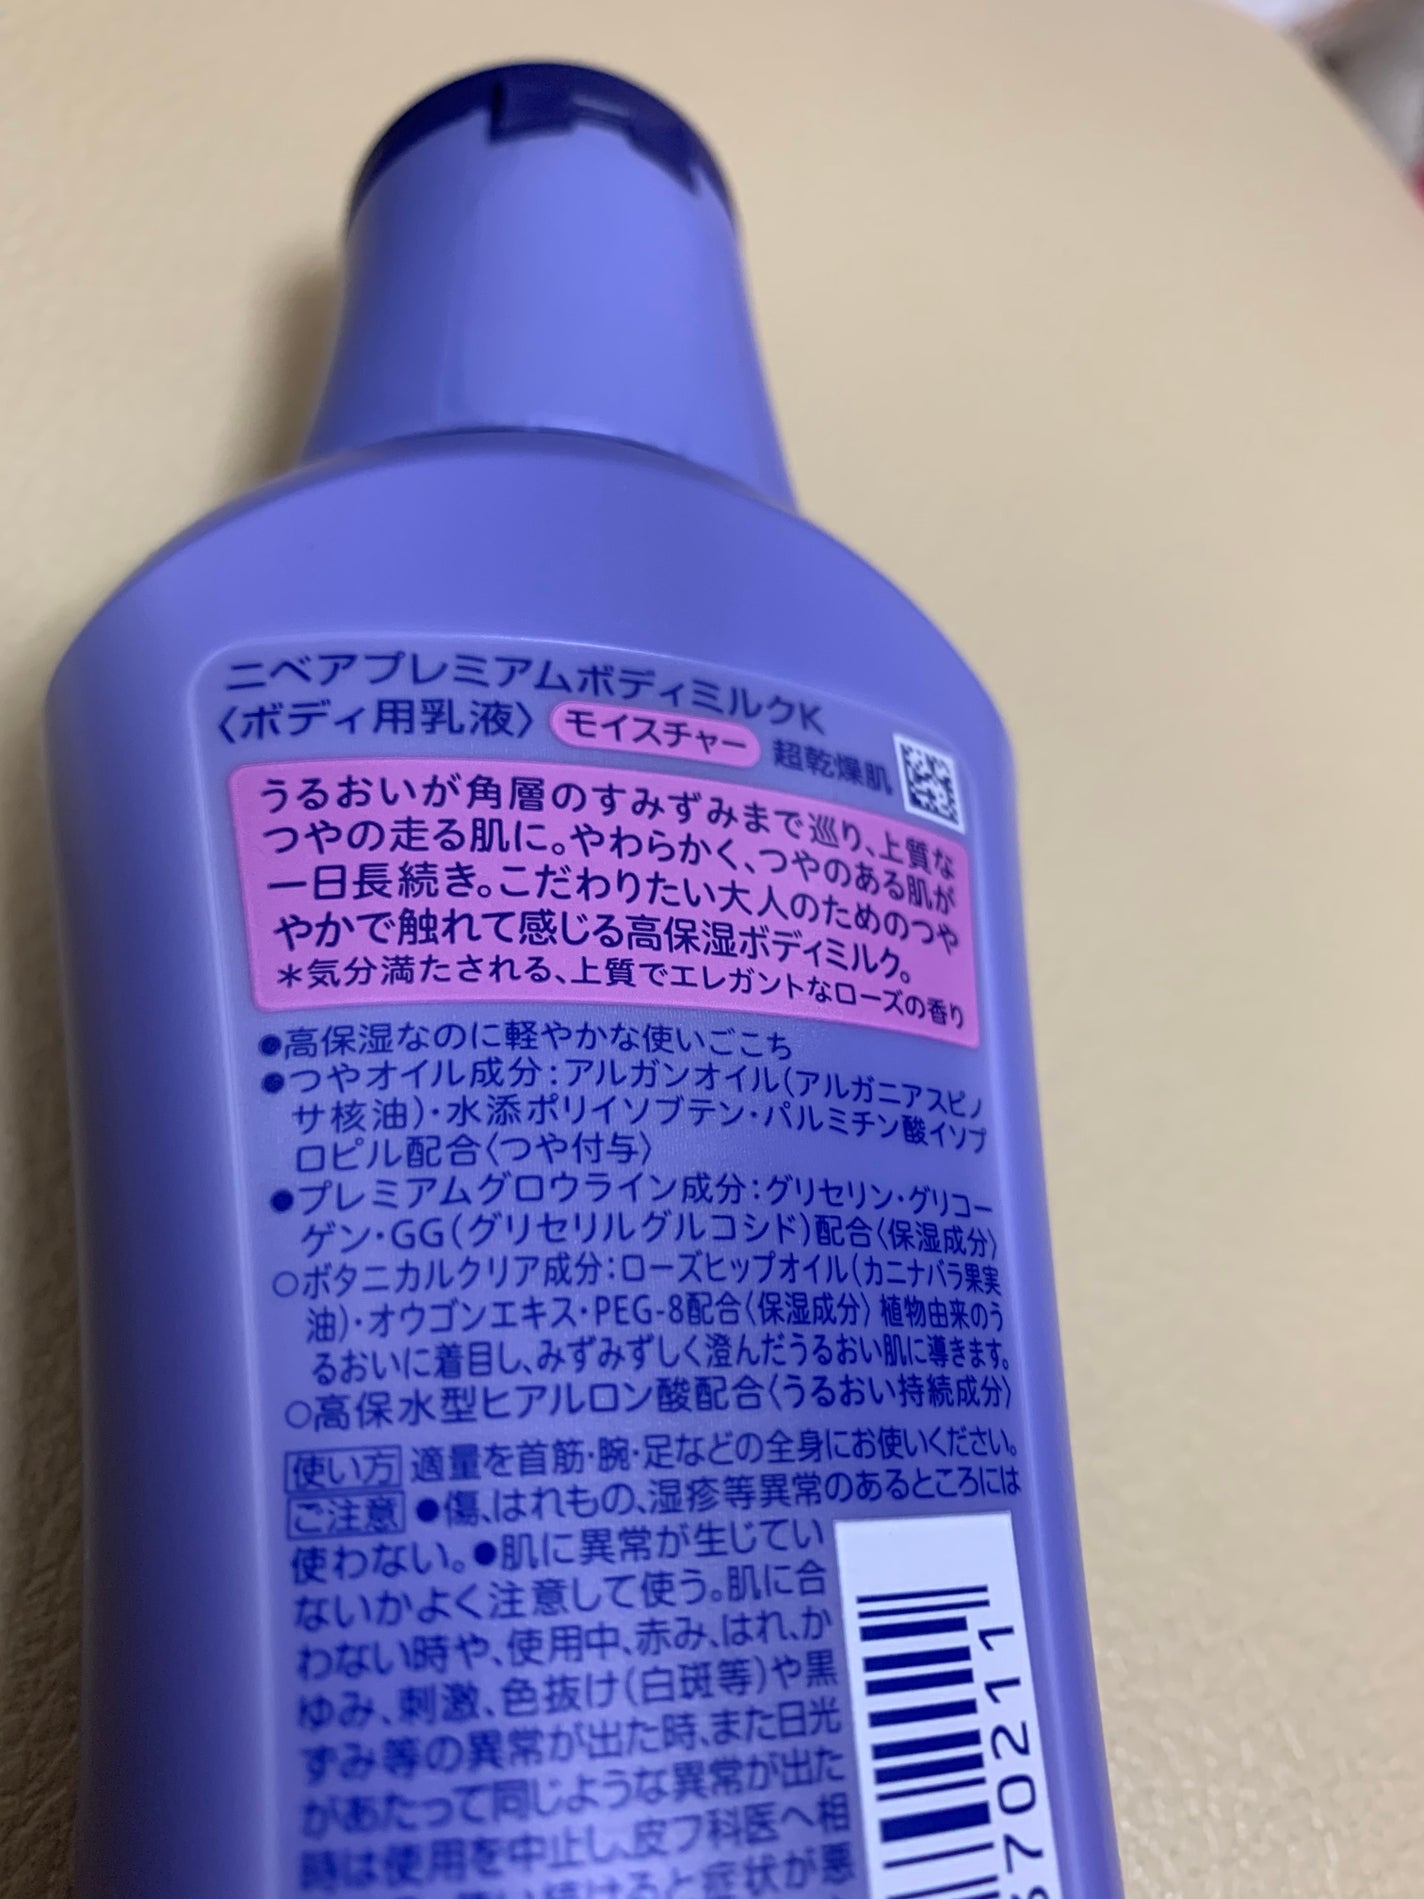 ニベアプレミアムボディミルクK
〈ボディ用乳液〉 モイスチャー 超乾燥肌
うるおいが角層のすみずみまで巡り、上質な
つやの走る肌に。やわらかく、つやのある肌が
一日長続き。こだわりたい大人のためのつや
やかで触れて感じる高保湿ボディミルク。
＊気分満たされる、上質でエレガントなローズの香り
●高保湿なのに軽やかな使いごこち
●つやオイル成分：アルガンオイル（アルガニアスピノ
サ核油）・水添ポリイソブテン・パルミチン酸イソプ
ロピル配合〈つや付与〉
●プレミアムグロウライン成分：グリセリン・グリコー
ゲン・GG（グリセリルグルコシド）配合〈保湿成分〉
○ボタニカルクリア成分：ローズヒップオイル（カニナバラ果実
油）・オウゴンエキス・PEG-8配合〈保湿成分〉 植物由来のう
るおいに着目し、みずみずしく澄んだうるおい肌に導きます。
○高保水型ヒアルロン酸配合〈うるおい持続成分〉
使い方 適量を首筋・腕・足などの全身にお使いください。
ご注意 ●傷、はれもの、湿疹等異常のあるところには
使わない。●肌に異常が生じてい
ないかよく注意して使う。肌に合
わない時や、使用中、赤み、はれ、か
ゆみ、刺激、色抜け（白斑等）や黒
ずみ等の異常が出た時、また日光
があたって同じような異常が出た
時は使用を中止し、皮フ科医へ相
続けると症状が悪